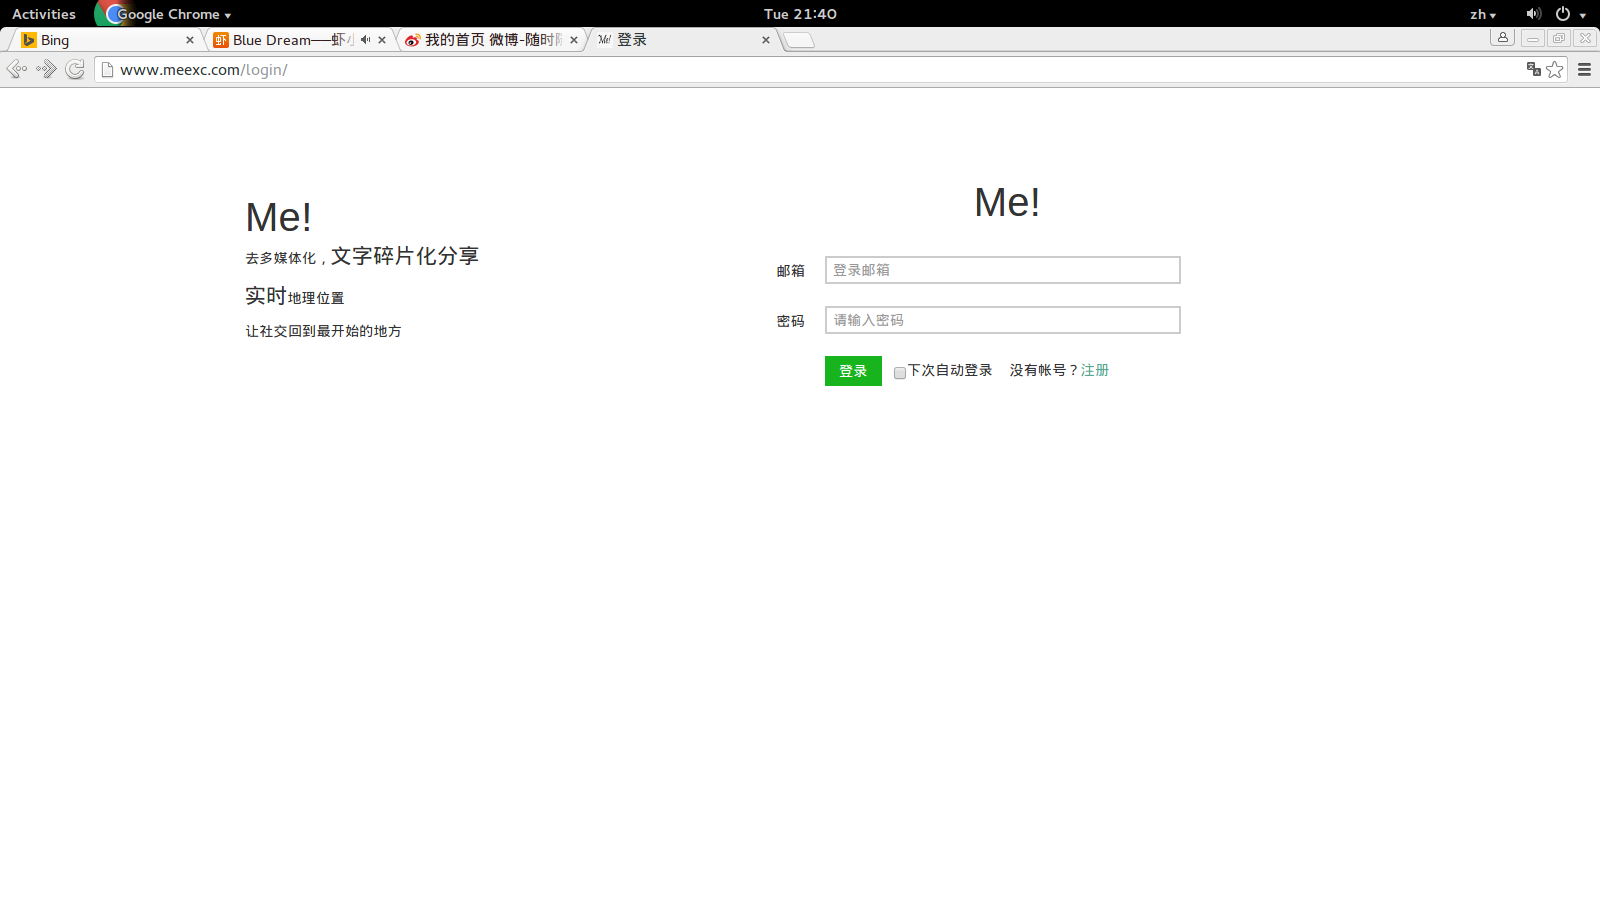 Activities Google Chrome Tue 21:40 zh
Bing Blue Dream——虾 我的首页 微博-随时 Me! 登录
www.meexc.com/login/
Me!
Me!
去多媒体化，文字碎片化分享
实时地理位置
让社交回到最开始的地方
邮箱 登录邮箱
密码 请输入密码
登录 下次自动登录 没有帐号？注册